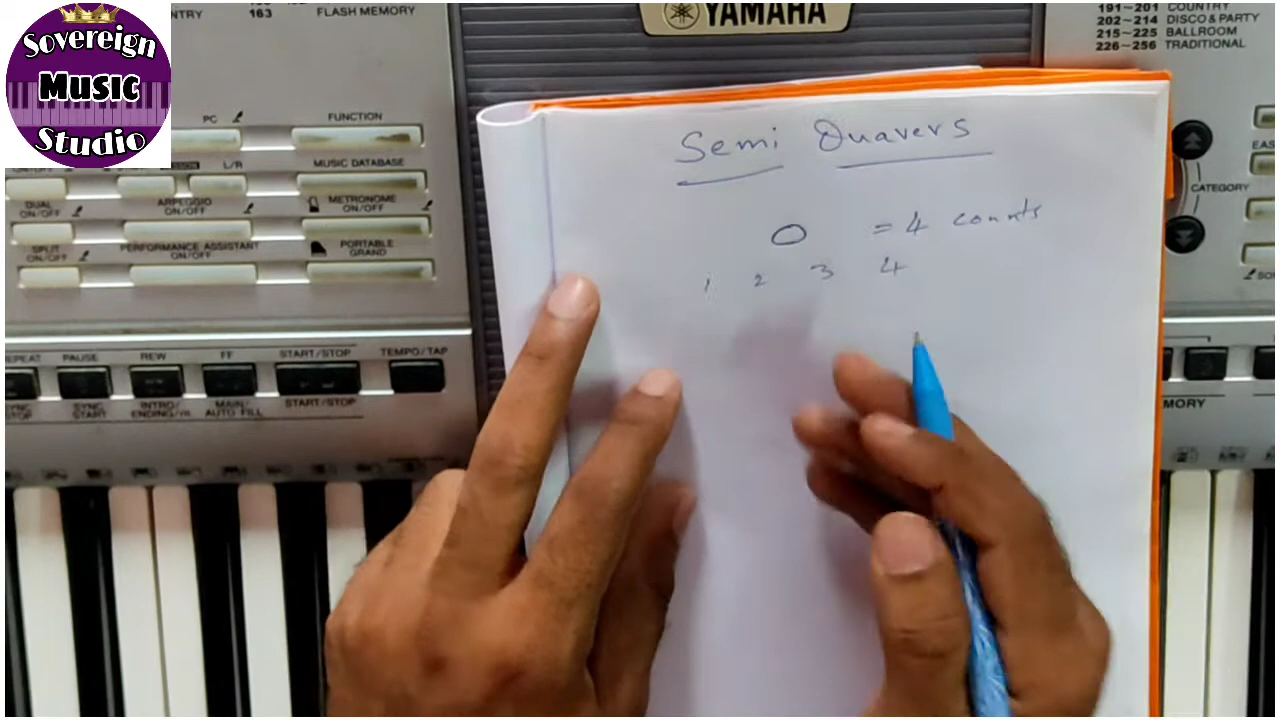 Sovereign
Music
Studio
NTRY
163
FLASH MEMORY
YAMAHA
191~201 COUNTRY
202~214 DISCO & PARTY
215~225 BALLROOM
226~256 TRADITIONAL
PC
FUNCTION
L/R
MUSIC DATABASE
DUAL
ON/OFF
ARPEGGIO
ON/OFF
METRONOME
ON/OFF
SPLIT
ON/OFF
PERFORMANCE ASSISTANT
ON/OFF
PORTABLE
GRAND
CATEGORY
Semi Quavers
O = 4 counts
1 2 3 4
REPEAT
PAUSE
REW
FF
START/STOP
TEMPO/TAP
SYNC
START
INTRO/
ENDING/rit.
MAIN/
AUTO FILL
START/STOP
MORY